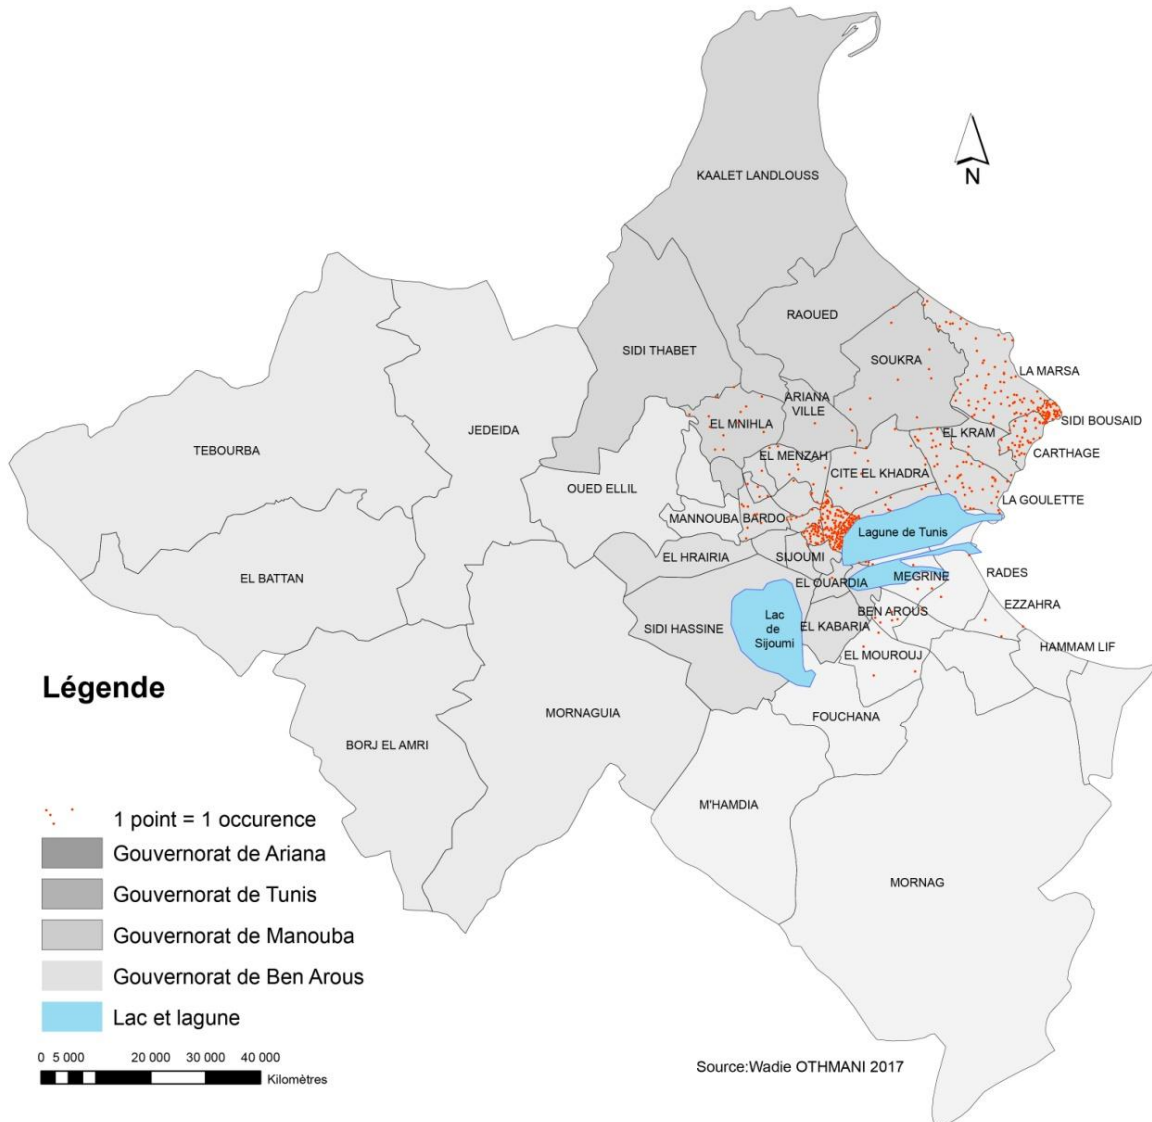 N
KAALET LANDLOUSS
RAOUED
SIDI THABET
SOUKRA
LA MARSA
ARIANA
VILLE
SIDI BOUSAID
EL MNIHLA
EL KRAM
JEDEIDA
TEBOURBA
CARTHAGE
EL MENZAH
CITE EL KHADRA
OUED ELLIL
LA GOULETTE
MANNOUBA
BARDO
Lagune de Tunis
EL HRAIRIA
SIJOUMI
RADES
EL BATTAN
EL OUARDIA
MEGRINE
EZZAHRA
BEN AROUS
SIDI HASSINE
Lac
de
Sijoumi
EL KABARIA
HAMMAM LIF
EL MOUROUJ
MORNAGUIA
FOUCHANA
BORJ EL AMRI
M'HAMDIA
MORNAG
Légende
1 point = 1 occurence
Gouvernorat de Ariana
Gouvernorat de Tunis
Gouvernorat de Manouba
Gouvernorat de Ben Arous
Lac et lagune
0 5 000 20 000 30 000 40 000
Kilomètres
Source:Wadie OTHMANI 2017